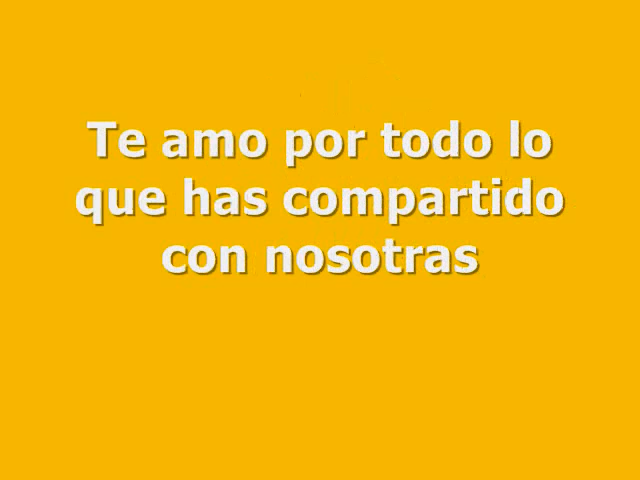 Te amo por todo lo
que has compartido
con nosotras